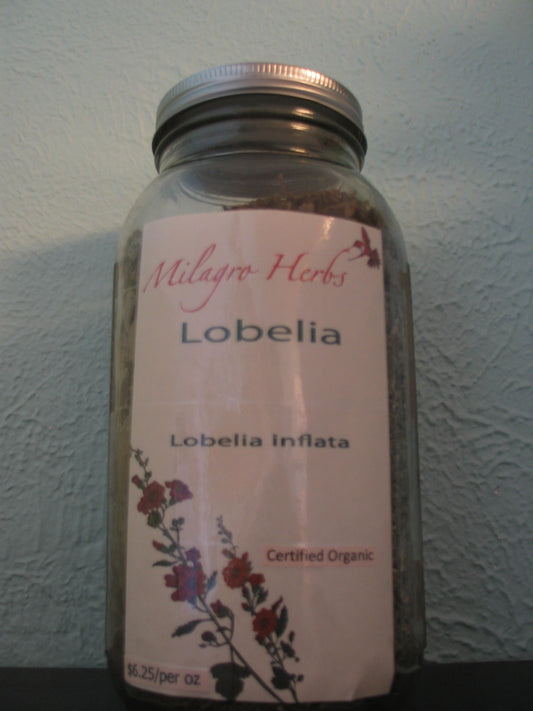 Milagro Herbs
Lobelia
Lobelia inflata
Certified Organic
$6.25/per oz